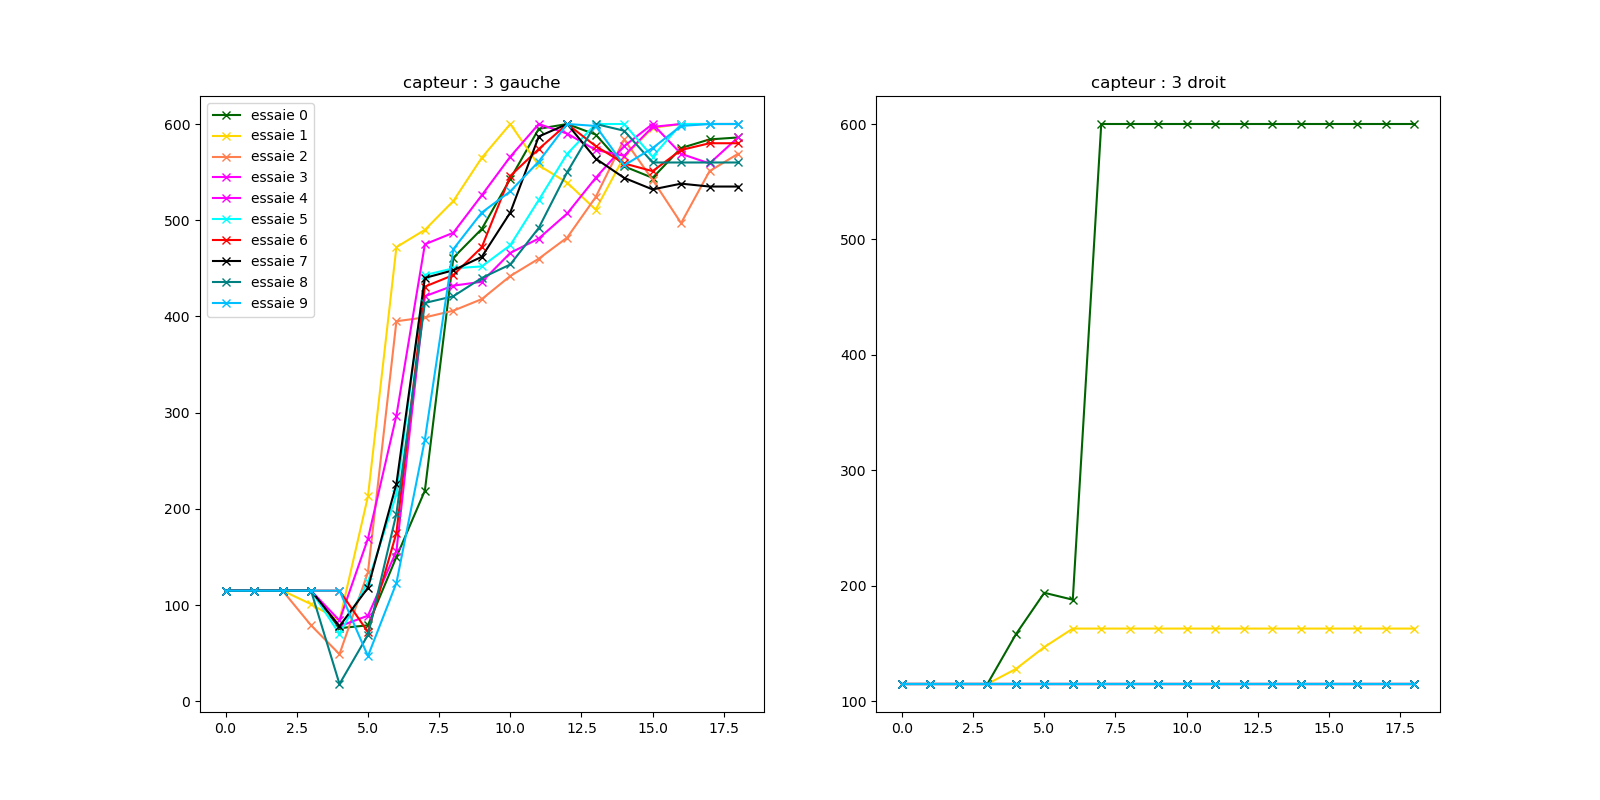 capteur : 3 gauche
essaie 0
essaie 1
essaie 2
essaie 3
essaie 4
essaie 5
essaie 6
essaie 7
essaie 8
essaie 9
600
500
400
300
200
100
0
0.0 2.5 5.0 7.5 10.0 12.5 15.0 17.5
capteur : 3 droit
600
500
400
300
200
100
0.0 2.5 5.0 7.5 10.0 12.5 15.0 17.5